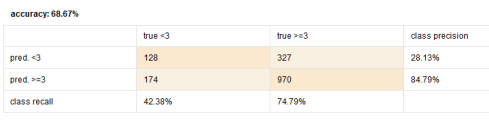 accuracy: 68.67%
true <3 true >=3 class precision
pred. <3 128 327 28.13%
pred. >=3 174 970 84.79%
class recall 42.38% 74.79%